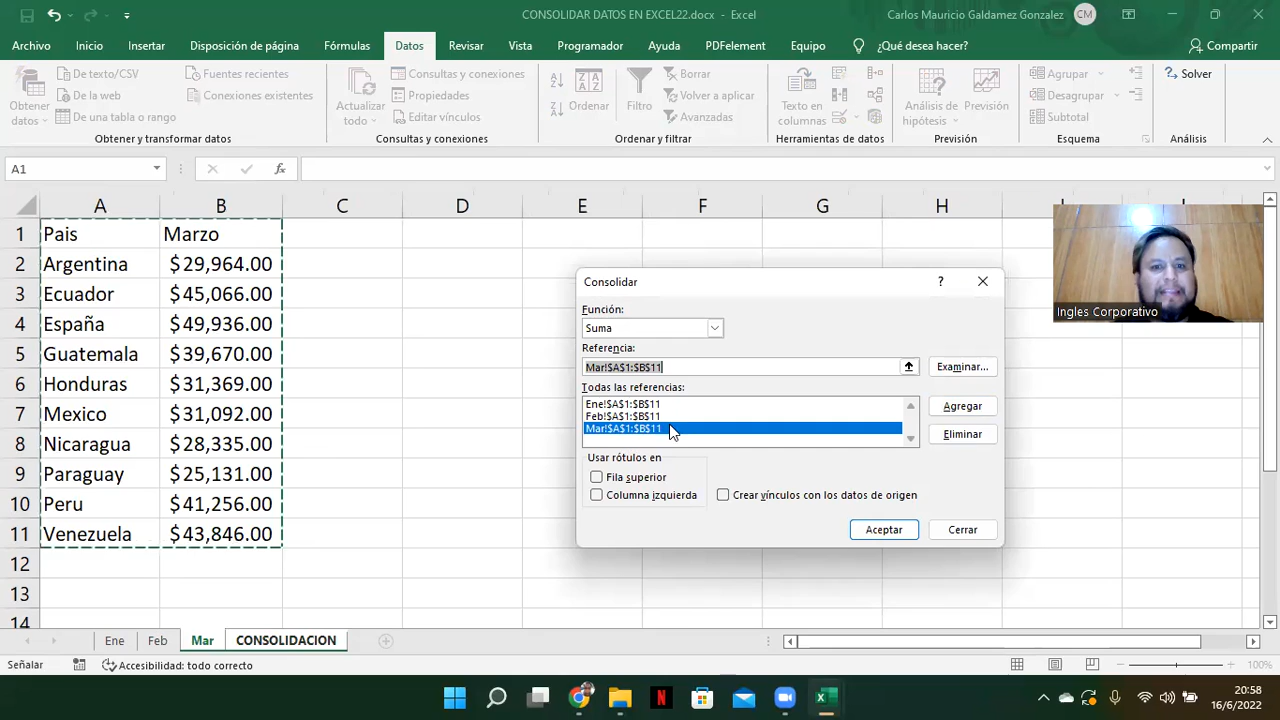 CONSOLIDAR DATOS EN EXCEL22.docx - Excel
Carlos Mauricio Galdamez Gonzalez CM
Archivo Inicio Insertar Disposición de página Fórmulas Datos Revisar Vista Programador Ayuda PDFelement Equipo ¿Qué desea hacer? Compartir
Obtener datos
De texto/CSV
De la web
De una tabla o rango
Fuentes recientes
Conexiones existentes
Obtener y transformar datos
Actualizar todo
Consultas y conexiones
Propiedades
Editar vínculos
Consultas y conexiones
Ordenar
Filtro
Borrar
Volver a aplicar
Avanzadas
Ordenar y filtrar
Texto en columnas
Herramientas de datos
Análisis de hipótesis
Previsión
Previsión
Agrupar
Desagrupar
Subtotal
Esquema
Solver
Análisis
A1 fx
A B C D E F G H
1 Pais Marzo
2 Argentina $29,964.00
3 Ecuador $45,066.00
4 España $49,936.00
5 Guatemala $39,670.00
6 Honduras $31,369.00
7 Mexico $31,092.00
8 Nicaragua $28,335.00
9 Paraguay $25,131.00
10 Peru $41,256.00
11 Venezuela $43,846.00
12
13
14
Ingles Corporativo
Consolidar ?
Función:
Suma
Referencia:
Mar!$A$1:$B$11 Examinar...
Todas las referencias:
Ene!$A$1:$B$11
Feb!$A$1:$B$11
Mar!$A$1:$B$11
Agregar
Eliminar
Usar rótulos en
Fila superior
Columna izquierda
Crear vínculos con los datos de origen
Aceptar Cerrar
Ene Feb Mar CONSOLIDACION
Señalar Accesibilidad: todo correcto 100%
20:58
16/6/2022